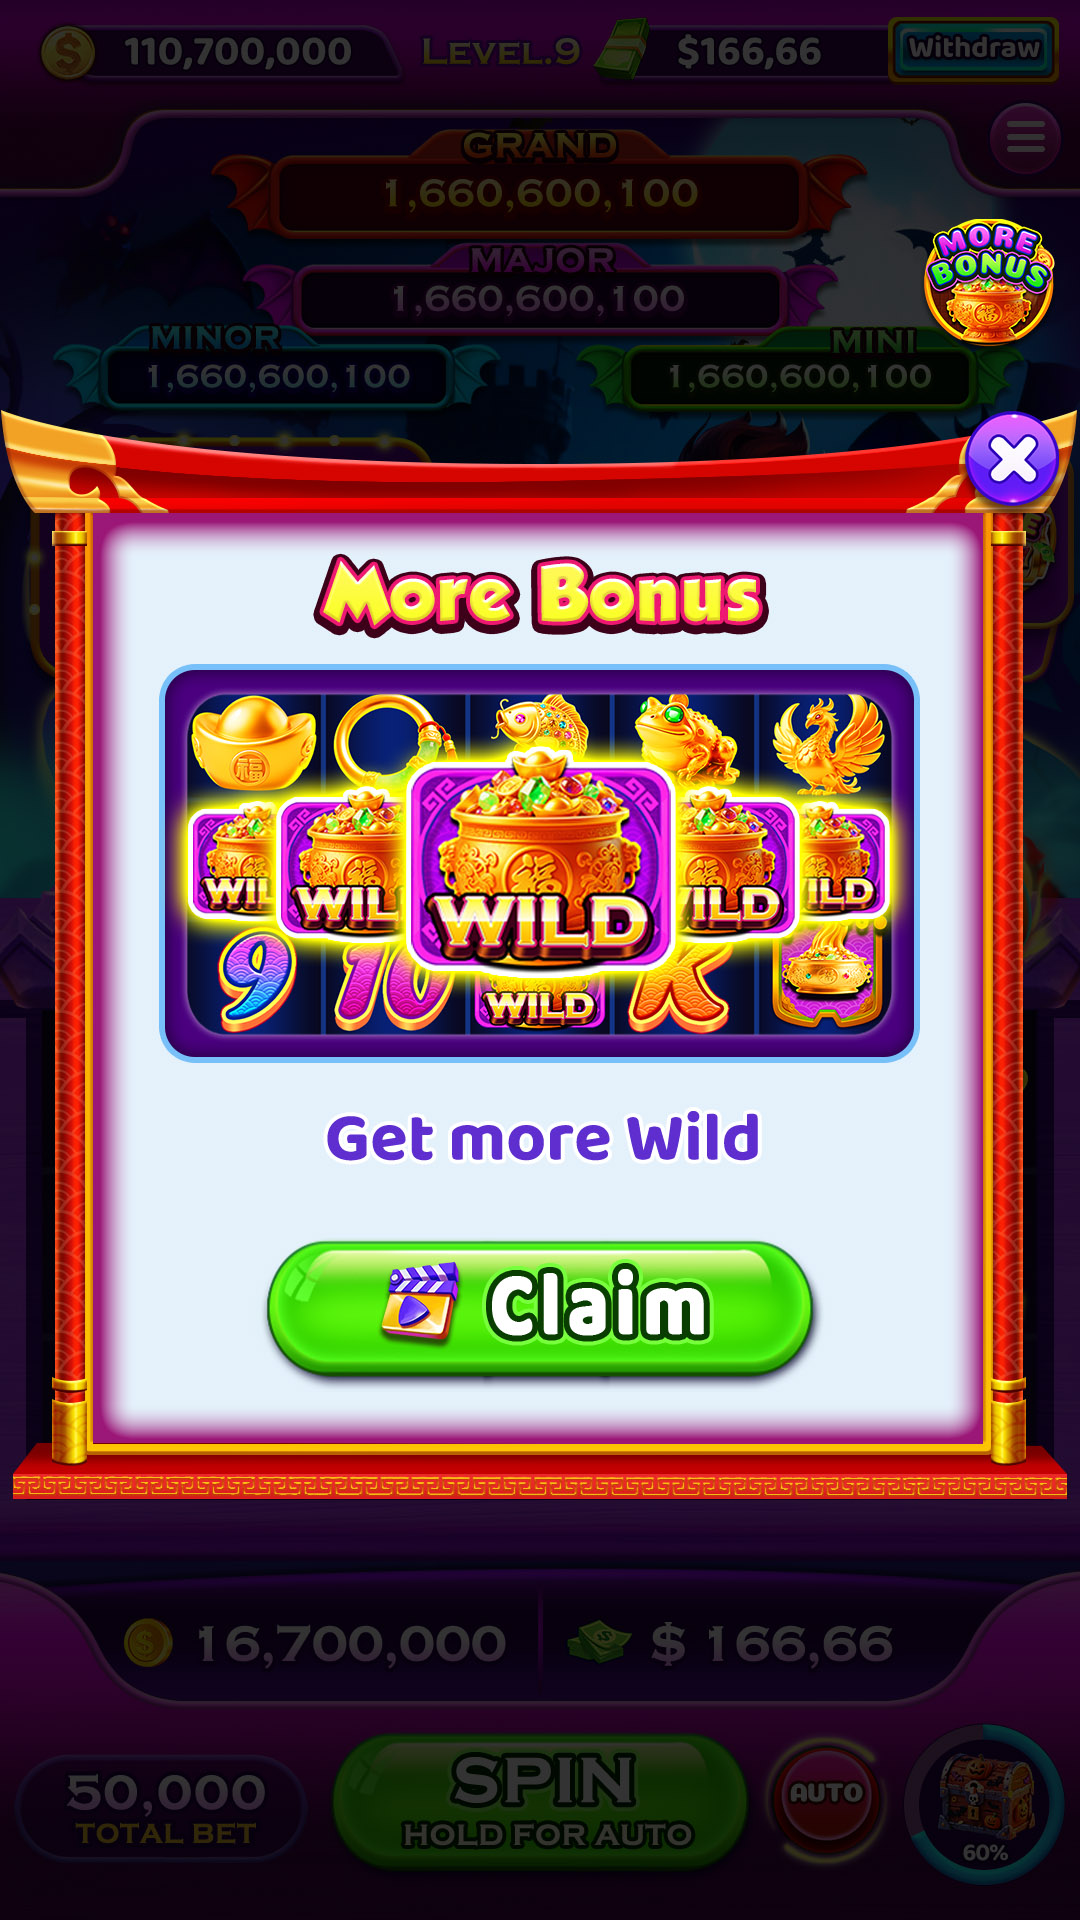 110,700,000
LEVEL.9
$166,66
Withdraw
GRAND
1,660,600,100
MAJOR
1,660,600,100
MORE
BONUS
MINOR
1,660,600,100
MINI
1,660,600,100
More Bonus
福
WIL
WIL
福
WILD
ILD
ILD
9
10
WILD
K
Get more Wild
Claim
16,700,000
$ 166,66
50,000
TOTAL BET
SPIN
HOLD FOR AUTO
AUTO
60%